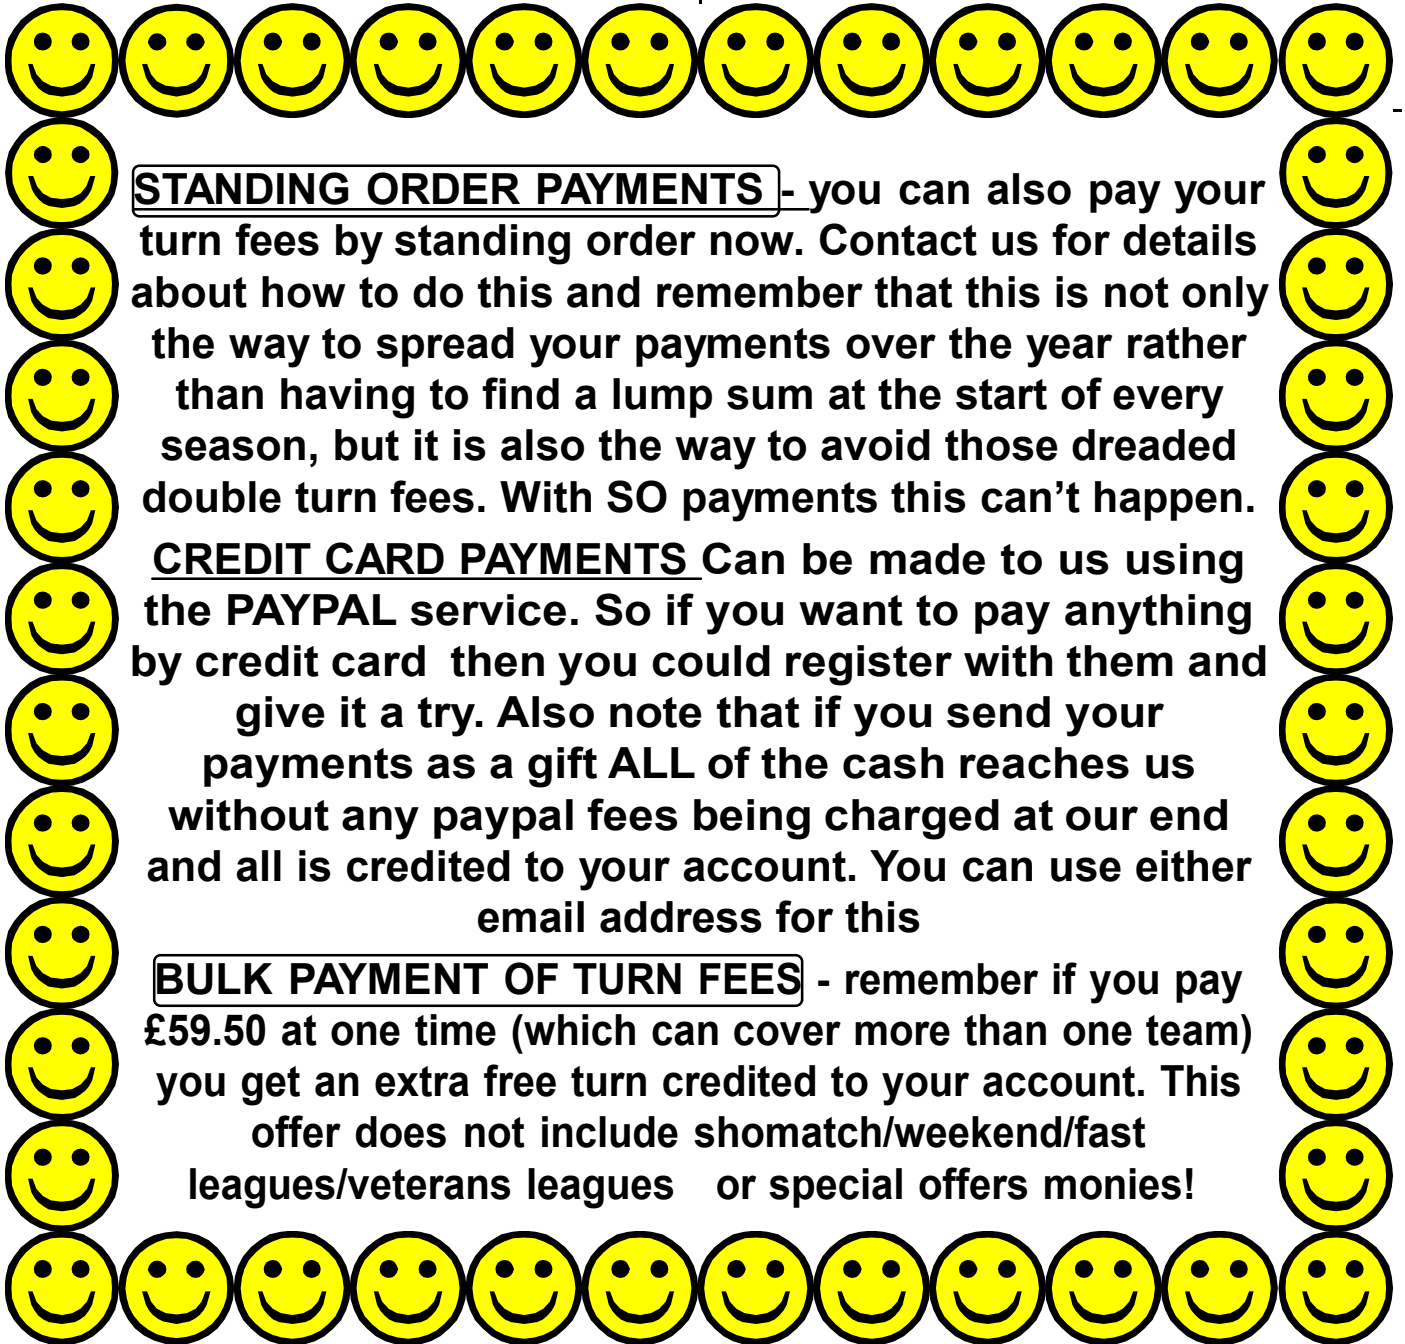 STANDING ORDER PAYMENTS - you can also pay your
turn fees by standing order now. Contact us for details
about how to do this and remember that this is not only
the way to spread your payments over the year rather
than having to find a lump sum at the start of every
season, but it is also the way to avoid those dreaded
double turn fees. With SO payments this can’t happen.
CREDIT CARD PAYMENTS Can be made to us using
the PAYPAL service. So if you want to pay anything
by credit card  then you could register with them and
give it a try. Also note that if you send your
payments as a gift ALL of the cash reaches us
without any paypal fees being charged at our end
and all is credited to your account. You can use either
email address for this
BULK PAYMENT OF TURN FEES - remember if you pay
£59.50 at one time (which can cover more than one team)
you get an extra free turn credited to your account. This
offer does not include shomatch/weekend/fast
leagues/veterans leagues   or special offers monies!